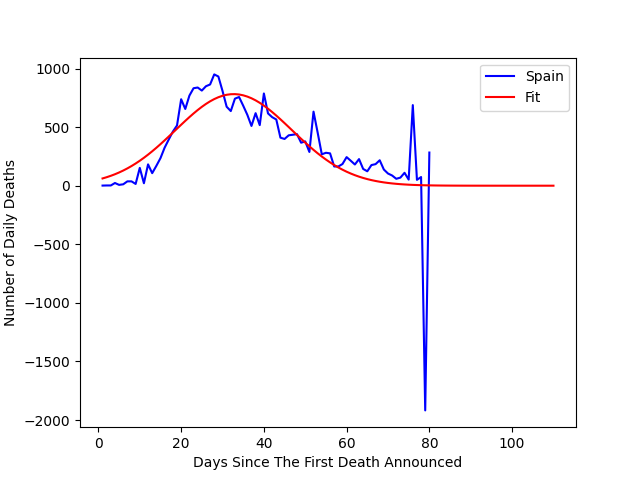 Spain
Fit
1000
500
0
−500
−1000
−1500
−2000
Number of Daily Deaths
0 20 40 60 80 100
Days Since The First Death Announced